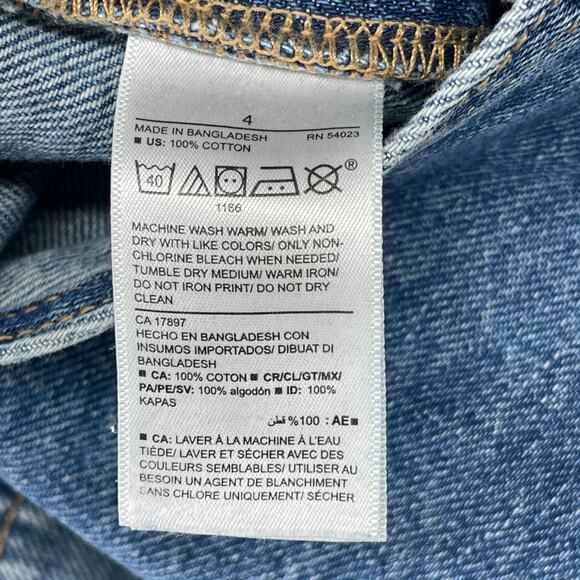 4
MADE IN BANGLADESH RN 54023
■ US: 100% COTTON
40 ®
1166
MACHINE WASH WARM/ WASH AND
DRY WITH LIKE COLORS/ ONLY NON-
CHLORINE BLEACH WHEN NEEDED/
TUMBLE DRY MEDIUM/ WARM IRON/
DO NOT IRON PRINT/ DO NOT DRY
CLEAN
CA 17897
HECHO EN BANGLADESH CON
INSUMOS IMPORTADOS/ DIBUAT DI
BANGLADESH
■ CA: 100% COTON ■ CR/CL/GT/MX/
PA/PE/SV: 100% algodón ■ ID: 100%
KAPAS
■ AE: 100% قطن
■ CA: LAVER À LA MACHINE À L'EAU
TIÈDE/ LAVER ET SÉCHER AVEC DES
COULEURS SEMBLABLES/ UTILISER AU
BESOIN UN AGENT DE BLANCHIMENT
SANS CHLORE UNIQUEMENT/ SÉCHER